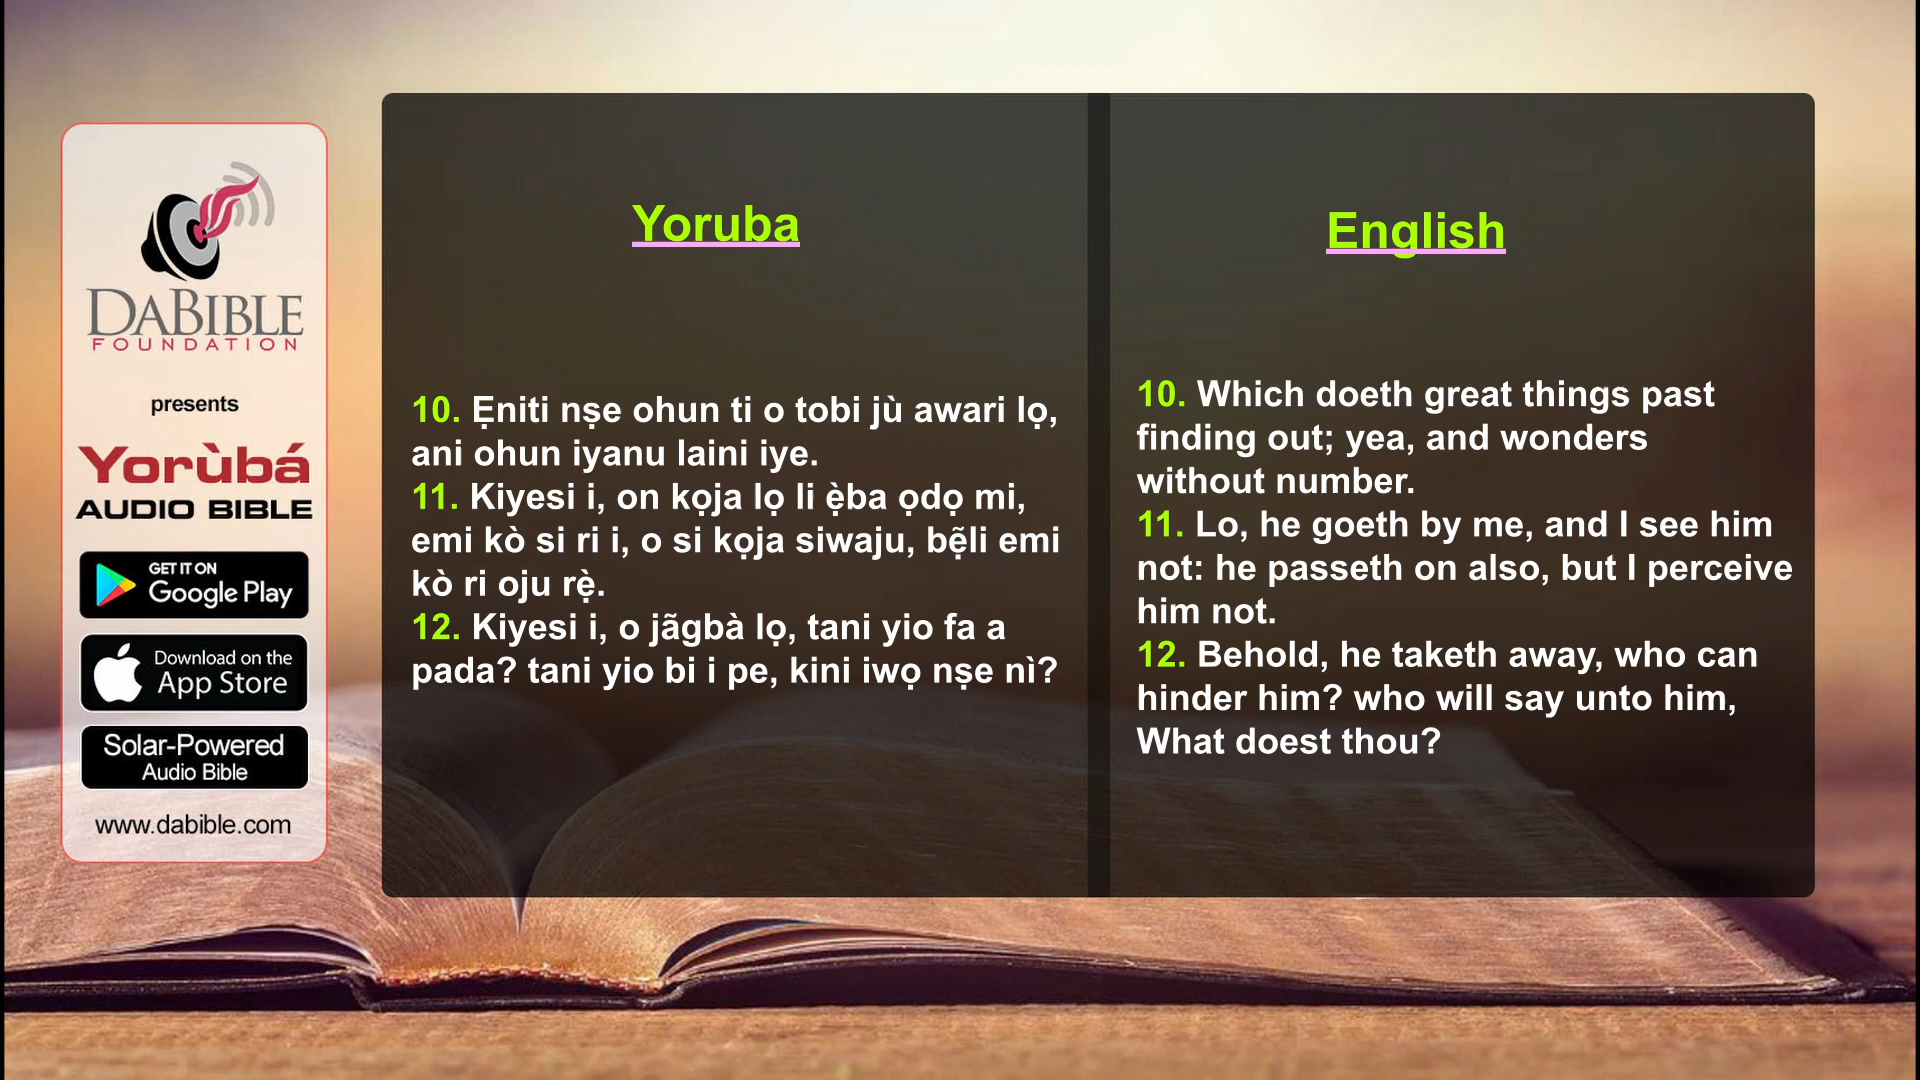 DABIBLE
FOUNDATION
presents
Yorùbá
AUDIO BIBLE
GET IT ON
Google Play
Download on the
App Store
Solar-Powered
Audio Bible
www.dabible.com
Yoruba
10. Ẹniti nṣe ohun ti o tobi jù awari lọ,
ani ohun iyanu laini iye.
11. Kiyesi i, on kọja lọ li ẹ̀ba ọdọ mi,
emi kò si ri i, o si kọja siwaju, bẹ̃li emi
kò ri oju rẹ̀.
12. Kiyesi i, o jãgbà lọ, tani yio fa a
pada? tani yio bi i pe, kini iwọ nṣe nì?
English
10. Which doeth great things past
finding out; yea, and wonders
without number.
11. Lo, he goeth by me, and I see him
not: he passeth on also, but I perceive
him not.
12. Behold, he taketh away, who can
hinder him? who will say unto him,
What doest thou?